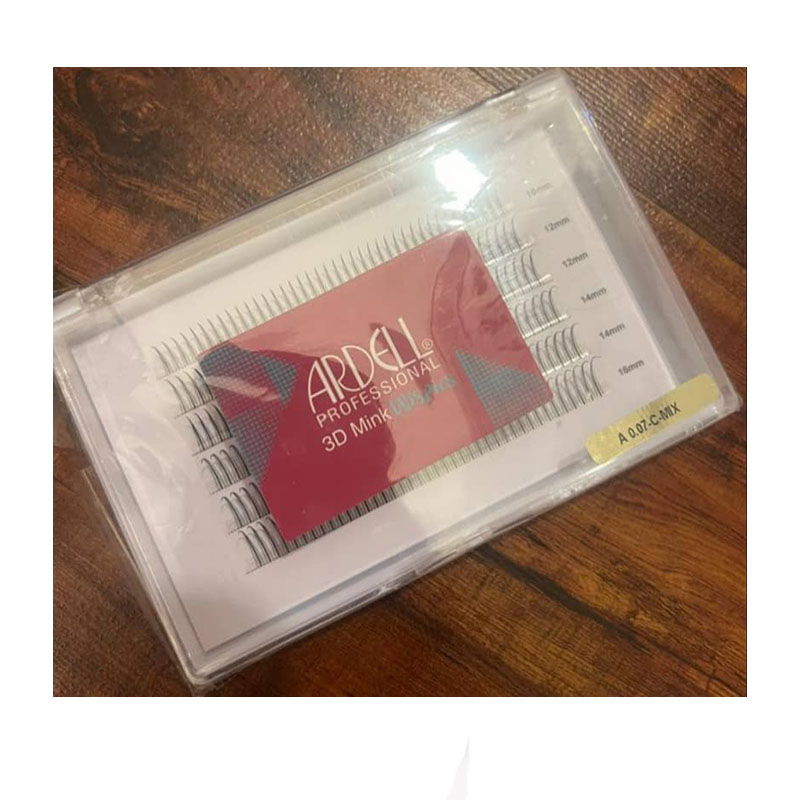 ARDELL®
PROFESSIONAL
3D Mink
12mm
12mm
14mm
14mm
16mm
A 0.07-C-MIX